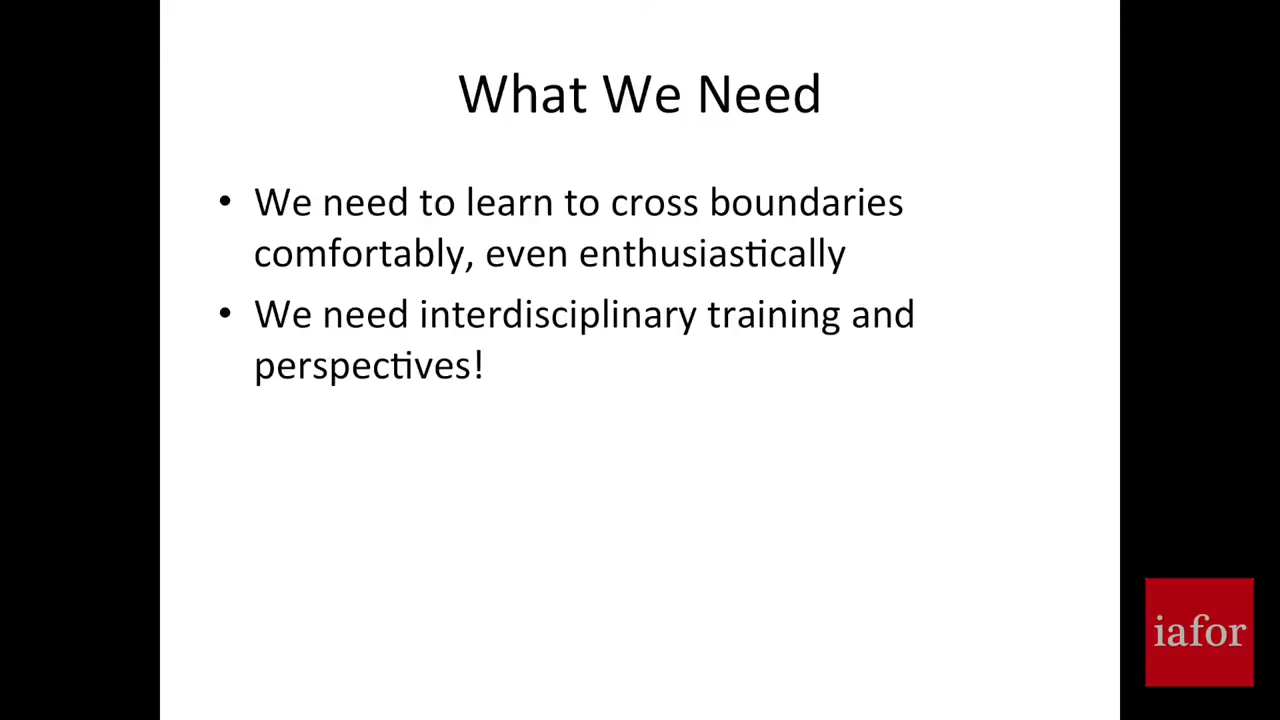 What We Need
• We need to learn to cross boundaries
comfortably, even enthusiastically
• We need interdisciplinary training and
perspectives!
iafor